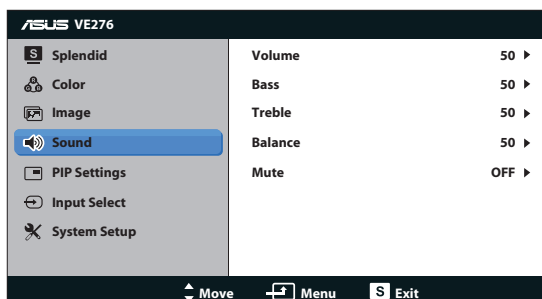 ASUS VE276
S Splendid
Color
Image
Sound
PIP Settings
Input Select
System Setup
Volume 50
Bass 50
Treble 50
Balance 50
Mute OFF
Move Menu S Exit